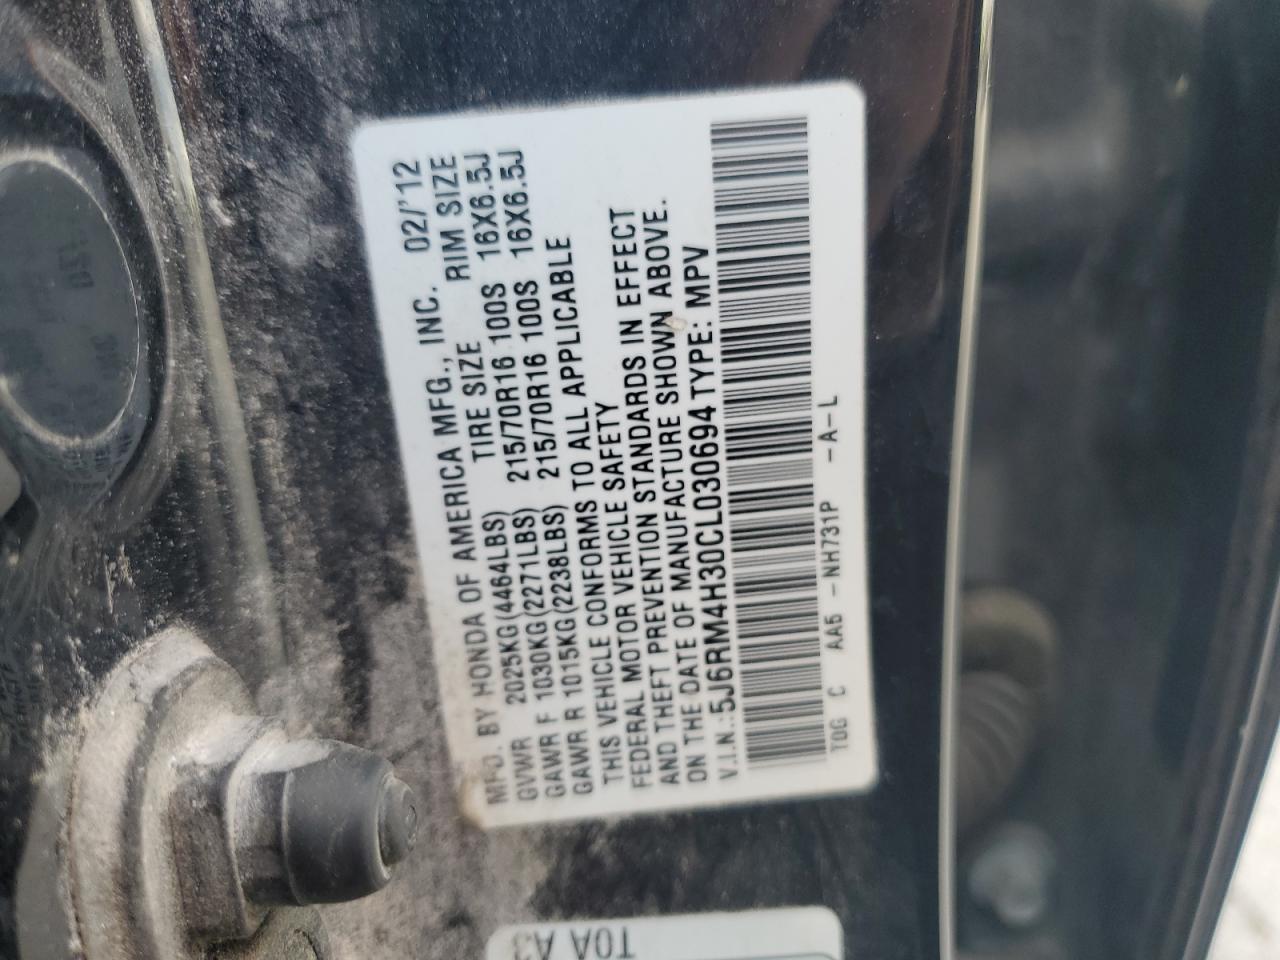 MFD. BY HONDA OF AMERICA MFG., INC. 02/'12
GVWR 2025KG(4464LBS) TIRE SIZE RIM SIZE
GAWR F 1030KG(2271LBS) 215/70R16 100S 16X6.5J
GAWR R 1015KG(2238LBS) 215/70R16 100S 16X6.5J
THIS VEHICLE CONFORMS TO ALL APPLICABLE
FEDERAL MOTOR VEHICLE SAFETY
AND THEFT PREVENTION STANDARDS IN EFFECT
ON THE DATE OF MANUFACTURE SHOWN ABOVE.
V.I.N.:5J6RM4H30CL030694 TYPE: MPV
TDG C AA5 -NH731P -A-L
TOA A3